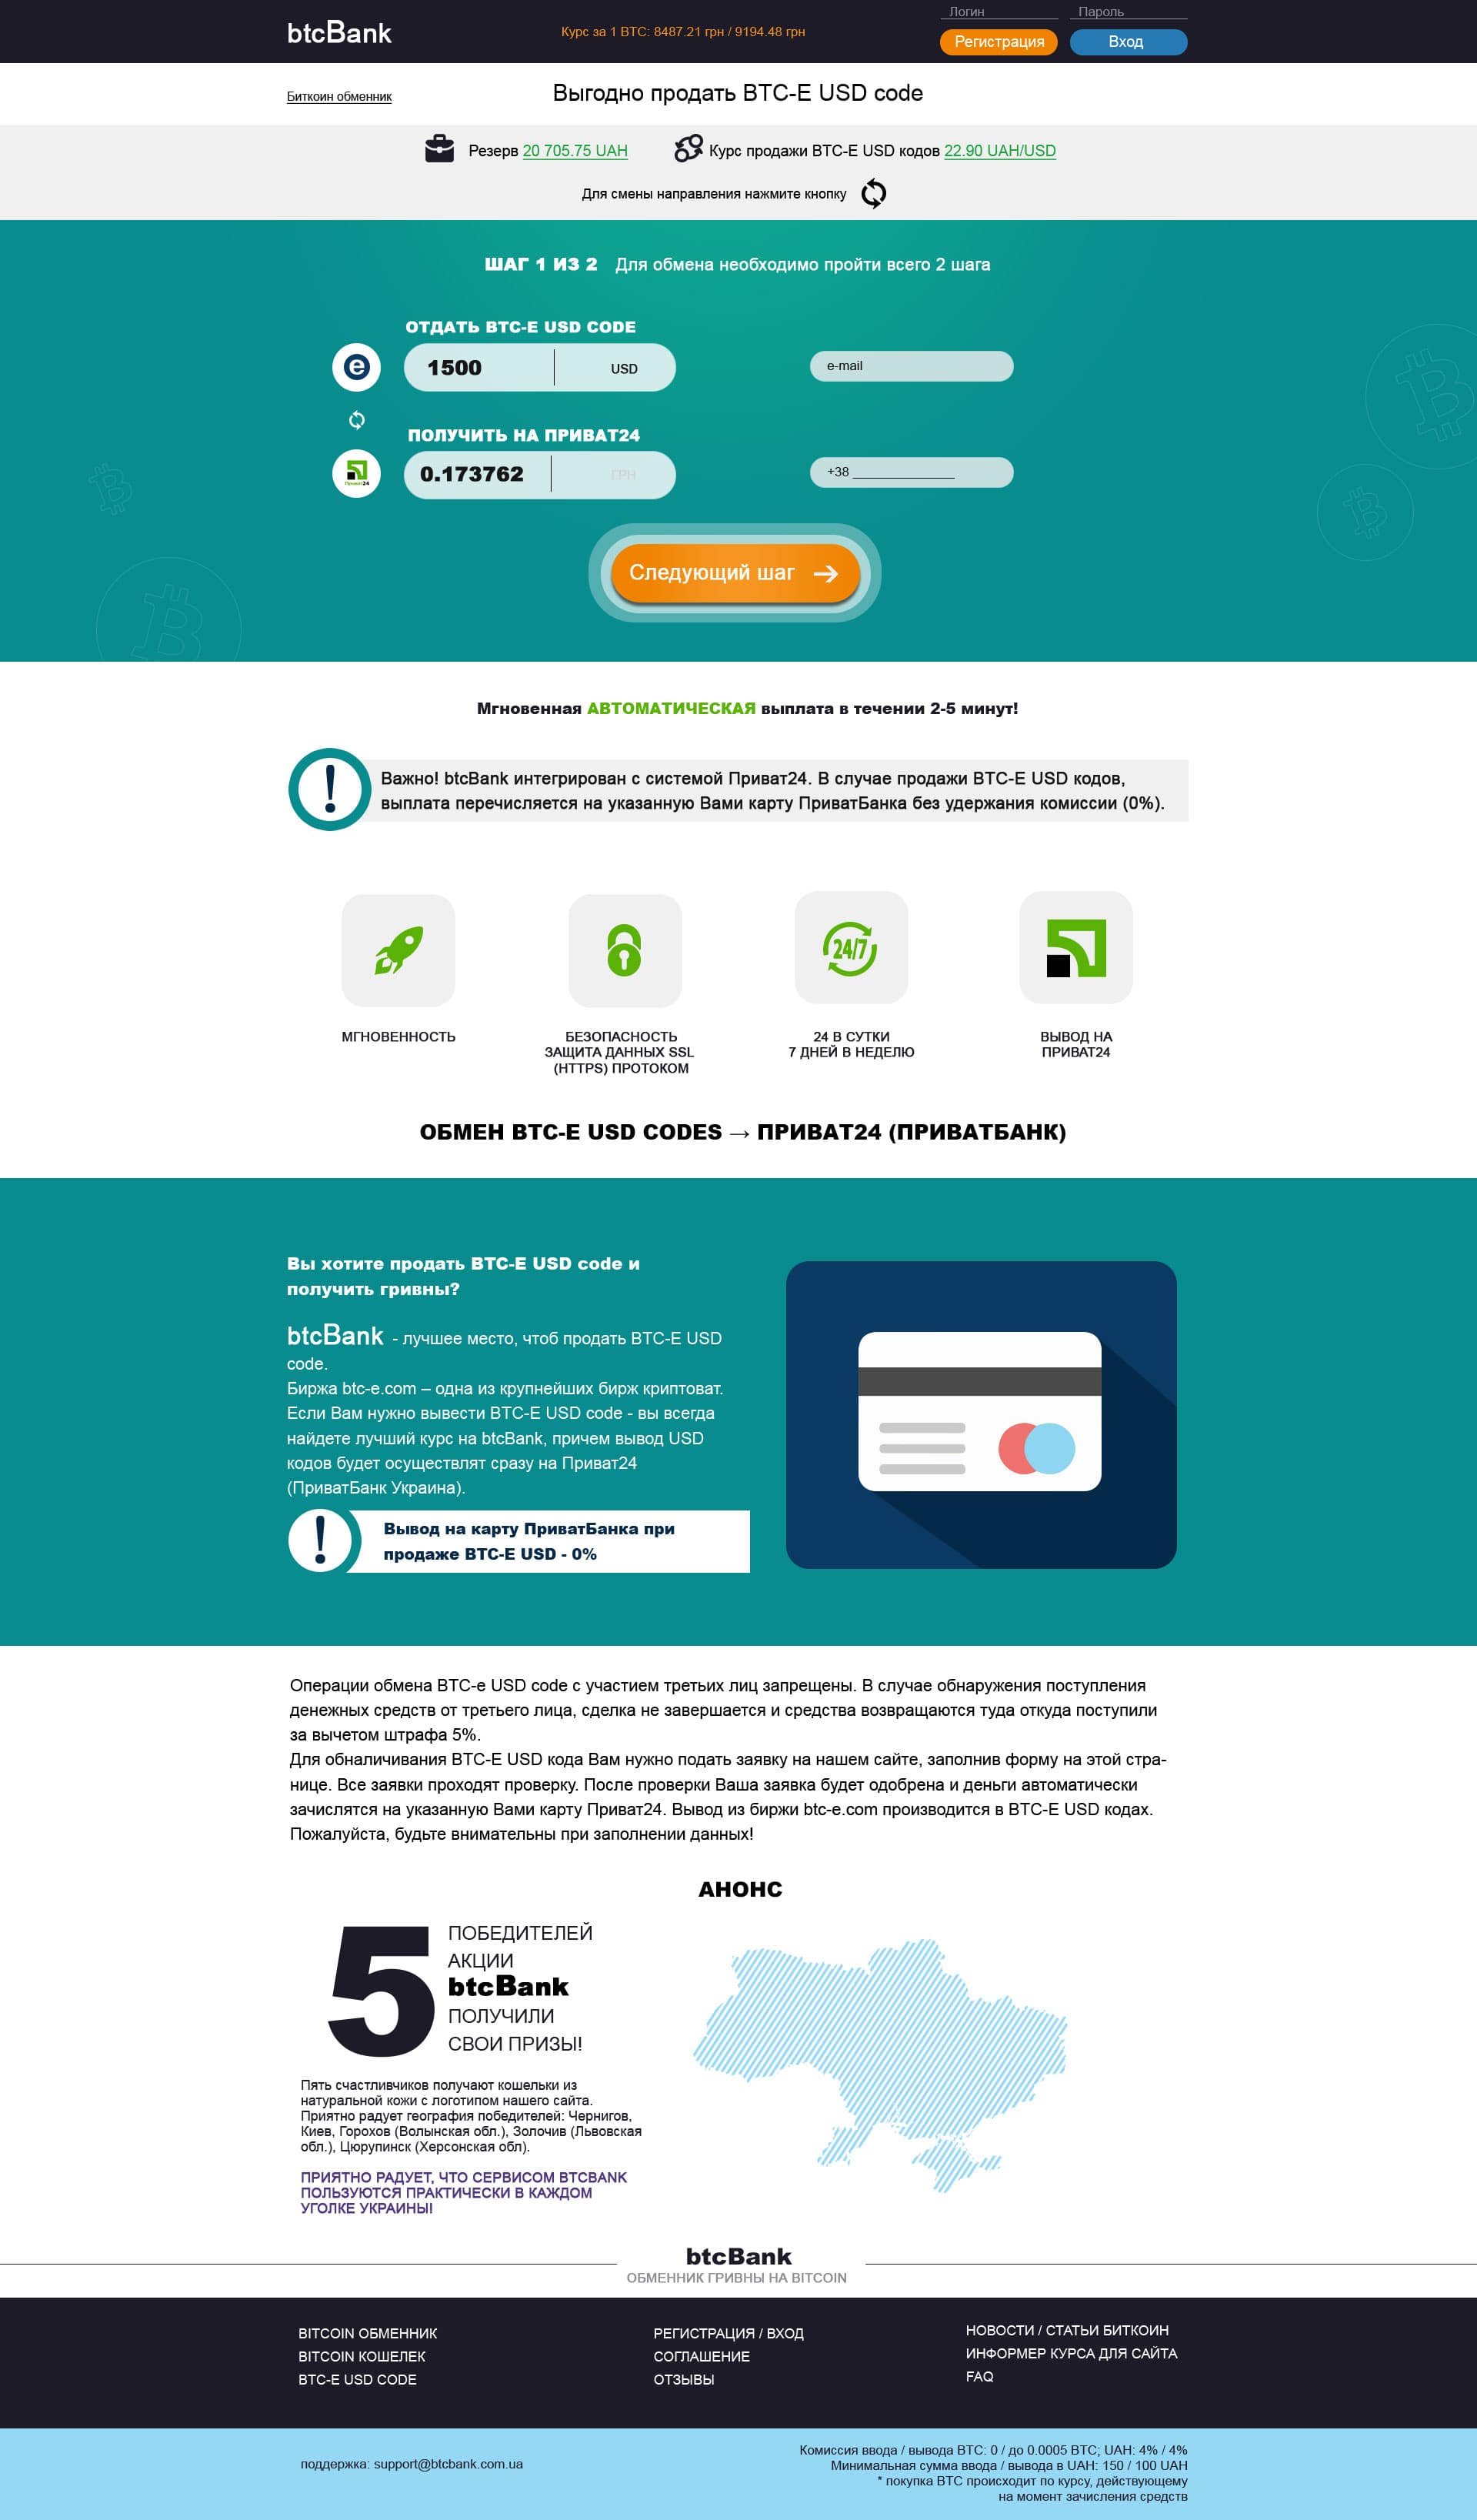 btcBank
Курс за 1 BTC: 8487.21 грн / 9194.48 грн
Логин
Пароль
Регистрация
Вход
Биткоин обменник
Выгодно продать BTC-E USD code
Резерв 20 705.75 UAH
Курс продажи BTC-E USD кодов 22.90 UAH/USD
Для смены направления нажмите кнопку
ШАГ 1 ИЗ 2 Для обмена необходимо пройти всего 2 шага
ОТДАТЬ BTC-E USD CODE
e
1500
USD
e-mail
ПОЛУЧИТЬ НА ПРИВАТ24
Приват24
0.173762
ГРН
+38 ______________
Следующий шаг
Мгновенная АВТОМАТИЧЕСКАЯ выплата в течении 2-5 минут!
Важно! btcBank интегрирован с системой Приват24. В случае продажи BTC-E USD кодов,
выплата перечисляется на указанную Вами карту ПриватБанка без удержания комиссии (0%).
24/7
МГНОВЕННОСТЬ
БЕЗОПАСНОСТЬ
ЗАЩИТА ДАННЫХ SSL
(HTTPS) ПРОТОКОМ
24 В СУТКИ
7 ДНЕЙ В НЕДЕЛЮ
ВЫВОД НА
ПРИВАТ24
ОБМЕН BTC-E USD CODES → ПРИВАТ24 (ПРИВАТБАНК)
Вы хотите продать BTC-E USD code и
получить гривны?
btcBank - лучшее место, чтоб продать BTC-E USD
code.
Биржа btc-e.com – одна из крупнейших бирж криптоват.
Если Вам нужно вывести BTC-E USD code - вы всегда
найдете лучший курс на btcBank, причем вывод USD
кодов будет осуществлят сразу на Приват24
(ПриватБанк Украина).
Вывод на карту ПриватБанка при
продаже BTC-E USD - 0%
Операции обмена BTC-e USD code с участием третьих лиц запрещены. В случае обнаружения поступления
денежных средств от третьего лица, сделка не завершается и средства возвращаются туда откуда поступили
за вычетом штрафа 5%.
Для обналичивания BTC-E USD кода Вам нужно подать заявку на нашем сайте, заполнив форму на этой стра-
нице. Все заявки проходят проверку. После проверки Ваша заявка будет одобрена и деньги автоматически
зачислятся на указанную Вами карту Приват24. Вывод из биржи btc-e.com производится в BTC-E USD кодах.
Пожалуйста, будьте внимательны при заполнении данных!
АНОНС
5
ПОБЕДИТЕЛЕЙ
АКЦИИ
btcBank
ПОЛУЧИЛИ
СВОИ ПРИЗЫ!
Пять счастливчиков получают кошельки из
натуральной кожи с логотипом нашего сайта.
Приятно радует география победителей: Чернигов,
Киев, Горохов (Волынская обл.), Золочив (Львовская
обл.), Цюрупинск (Херсонская обл).
ПРИЯТНО РАДУЕТ, ЧТО СЕРВИСОМ BTCBANK
ПОЛЬЗУЮТСЯ ПРАКТИЧЕСКИ В КАЖДОМ
УГОЛКЕ УКРАИНЫ!
btcBank
ОБМЕННИК ГРИВНЫ НА BITCOIN
BITCOIN ОБМЕННИК
BITCOIN КОШЕЛЕК
BTC-E USD CODE
РЕГИСТРАЦИЯ / ВХОД
СОГЛАШЕНИЕ
ОТЗЫВЫ
НОВОСТИ / СТАТЬИ БИТКОИН
ИНФОРМЕР КУРСА ДЛЯ САЙТА
FAQ
поддержка: support@btcbank.com.ua
Комиссия ввода / вывода BTC: 0 / до 0.0005 BTC; UAH: 4% / 4%
Минимальная сумма ввода / вывода в UAH: 150 / 100 UAH
* покупка BTC происходит по курсу, действующему
на момент зачисления средств